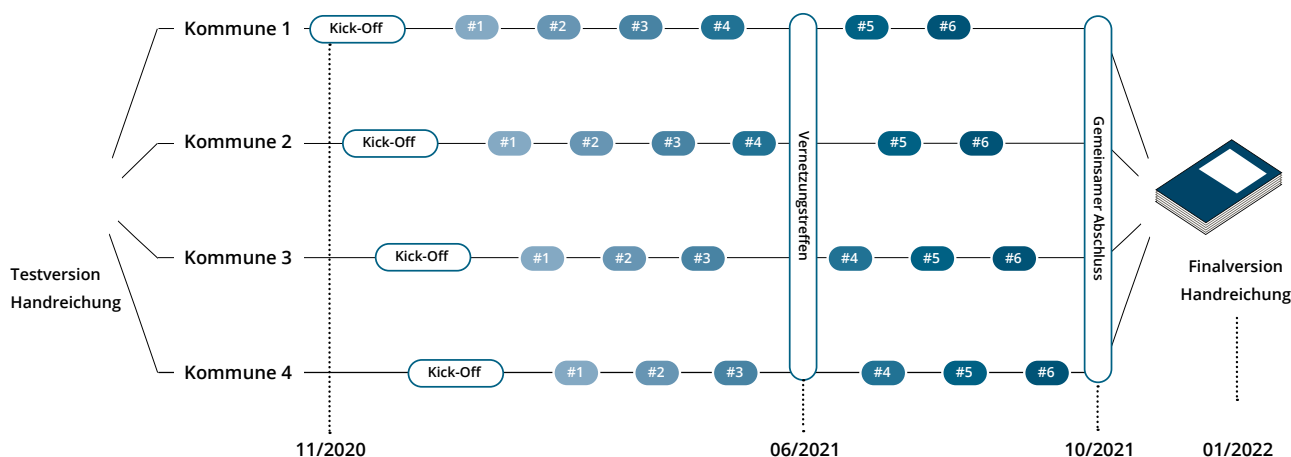 Kommune 1 Kick-Off #1 #2 #3 #4 #5 #6
Kommune 2 Kick-Off #1 #2 #3 #4 #5 #6
Kommune 3 Kick-Off #1 #2 #3 #4 #5 #6
Kommune 4 Kick-Off #1 #2 #3 #4 #5 #6
Vernetzungstreffen
Gemeinsamer Abschluss
Testversion
Handreichung
Finalversion
Handreichung
11/2020 06/2021 10/2021 01/2022